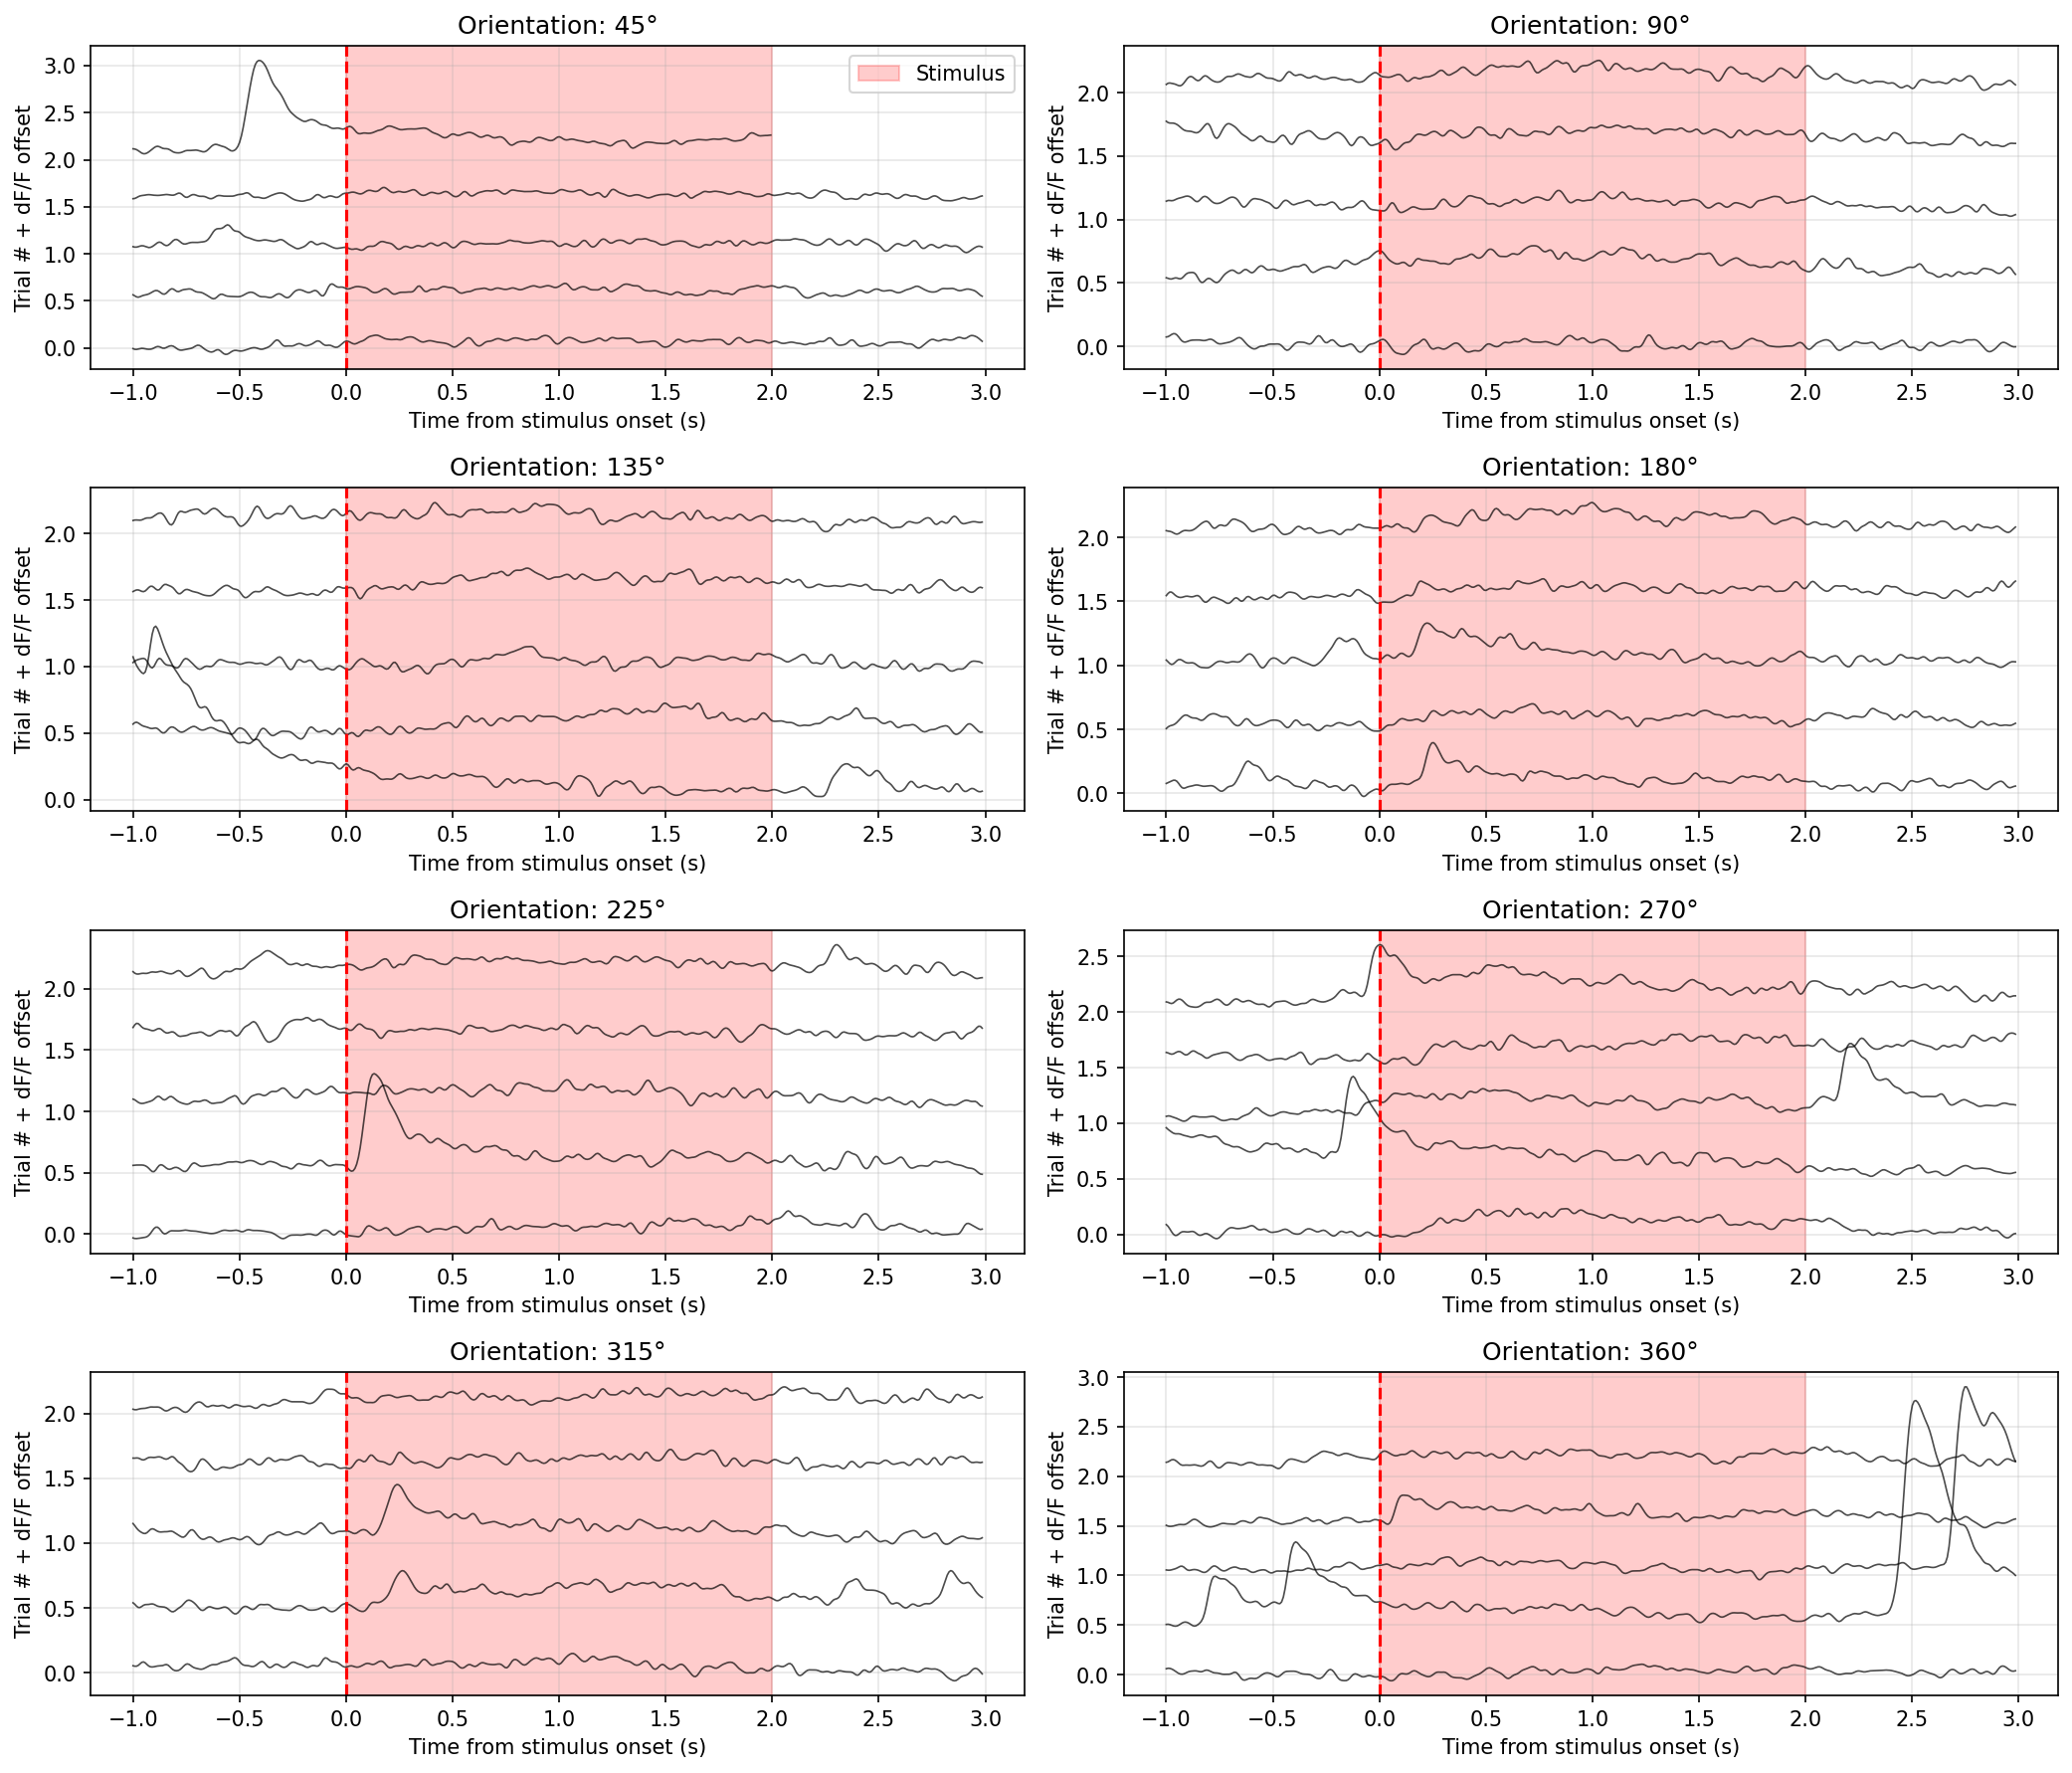 Orientation: 45°
Trial # + dF/F offset
3.0
2.5
2.0
1.5
1.0
0.5
0.0
Stimulus
−1.0 −0.5 0.0 0.5 1.0 1.5 2.0 2.5 3.0
Time from stimulus onset (s)
Orientation: 90°
Trial # + dF/F offset
2.0
1.5
1.0
0.5
0.0
−1.0 −0.5 0.0 0.5 1.0 1.5 2.0 2.5 3.0
Time from stimulus onset (s)
Orientation: 135°
Trial # + dF/F offset
2.0
1.5
1.0
0.5
0.0
−1.0 −0.5 0.0 0.5 1.0 1.5 2.0 2.5 3.0
Time from stimulus onset (s)
Orientation: 180°
Trial # + dF/F offset
2.0
1.5
1.0
0.5
0.0
−1.0 −0.5 0.0 0.5 1.0 1.5 2.0 2.5 3.0
Time from stimulus onset (s)
Orientation: 225°
Trial # + dF/F offset
2.0
1.5
1.0
0.5
0.0
−1.0 −0.5 0.0 0.5 1.0 1.5 2.0 2.5 3.0
Time from stimulus onset (s)
Orientation: 270°
Trial # + dF/F offset
2.5
2.0
1.5
1.0
0.5
0.0
−1.0 −0.5 0.0 0.5 1.0 1.5 2.0 2.5 3.0
Time from stimulus onset (s)
Orientation: 315°
Trial # + dF/F offset
2.0
1.5
1.0
0.5
0.0
−1.0 −0.5 0.0 0.5 1.0 1.5 2.0 2.5 3.0
Time from stimulus onset (s)
Orientation: 360°
Trial # + dF/F offset
3.0
2.5
2.0
1.5
1.0
0.5
0.0
−1.0 −0.5 0.0 0.5 1.0 1.5 2.0 2.5 3.0
Time from stimulus onset (s)